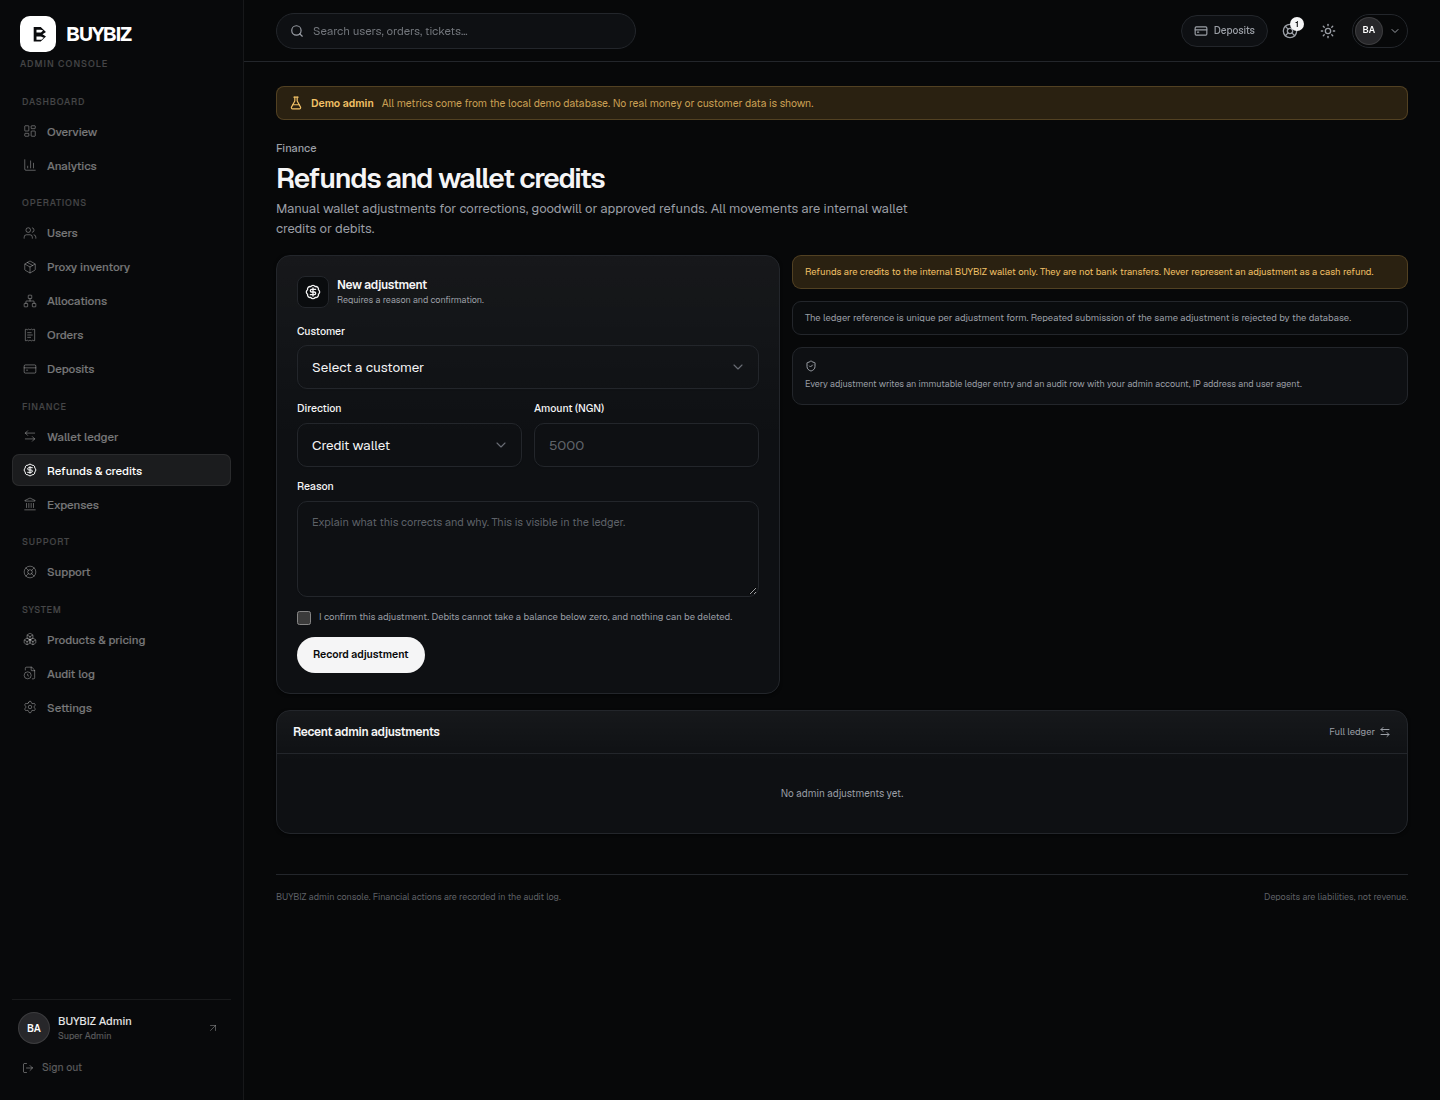 BUYBIZ
ADMIN CONSOLE
DASHBOARD
Overview
Analytics
OPERATIONS
Users
Proxy inventory
Allocations
Orders
Deposits
FINANCE
Wallet ledger
Refunds & credits
Expenses
SUPPORT
Support
SYSTEM
Products & pricing
Audit log
Settings
BA
BUYBIZ Admin
Super Admin
Sign out
Search users, orders, tickets...
Deposits
1
BA
Demo admin All metrics come from the local demo database. No real money or customer data is shown.
Finance
Refunds and wallet credits
Manual wallet adjustments for corrections, goodwill or approved refunds. All movements are internal wallet
credits or debits.
New adjustment
Requires a reason and confirmation.
Customer
Select a customer
Direction
Amount (NGN)
Credit wallet
5000
Reason
Explain what this corrects and why. This is visible in the ledger.
I confirm this adjustment. Debits cannot take a balance below zero, and nothing can be deleted.
Record adjustment
Refunds are credits to the internal BUYBIZ wallet only. They are not bank transfers. Never represent an adjustment as a cash refund.
The ledger reference is unique per adjustment form. Repeated submission of the same adjustment is rejected by the database.
Every adjustment writes an immutable ledger entry and an audit row with your admin account, IP address and user agent.
Recent admin adjustments
Full ledger
No admin adjustments yet.
BUYBIZ admin console. Financial actions are recorded in the audit log.
Deposits are liabilities, not revenue.